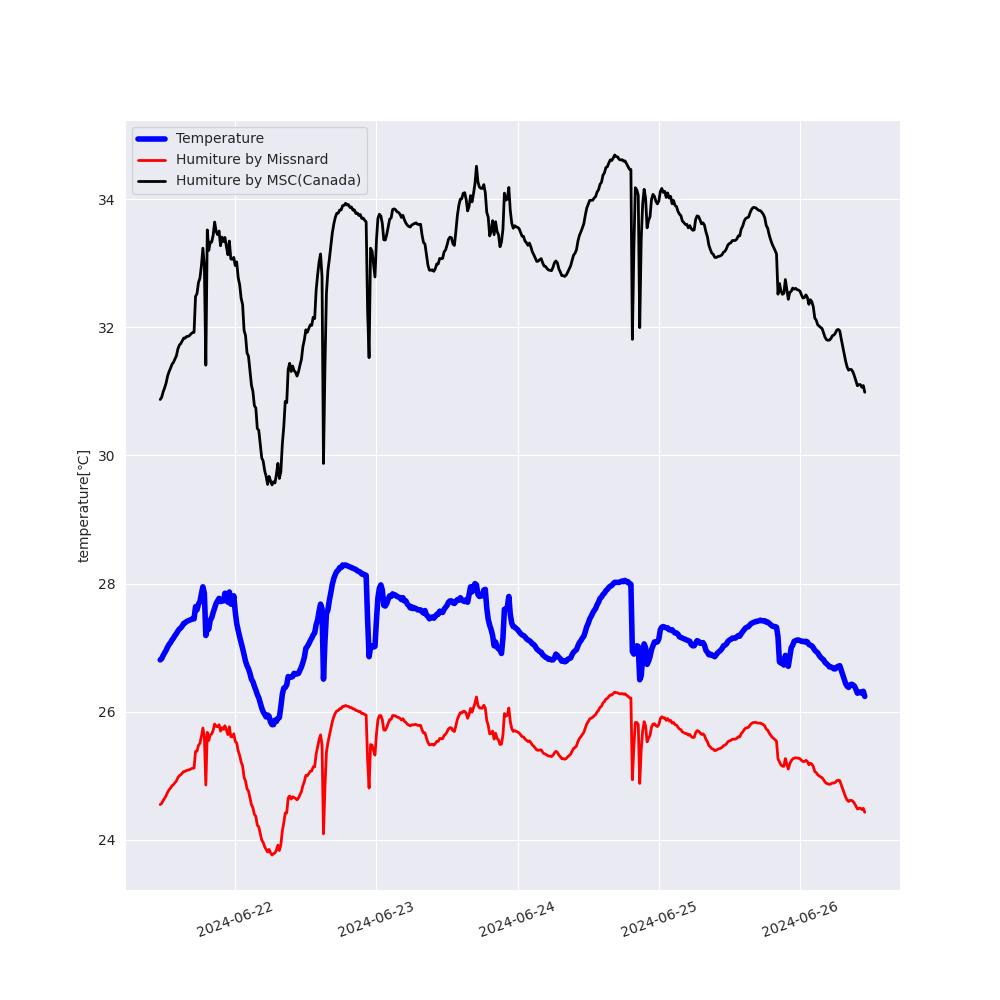 Temperature
Humiture by Missnard
Humiture by MSC(Canada)
34
32
30
28
26
24
temperature[℃]
2024-06-22
2024-06-23
2024-06-24
2024-06-25
2024-06-26